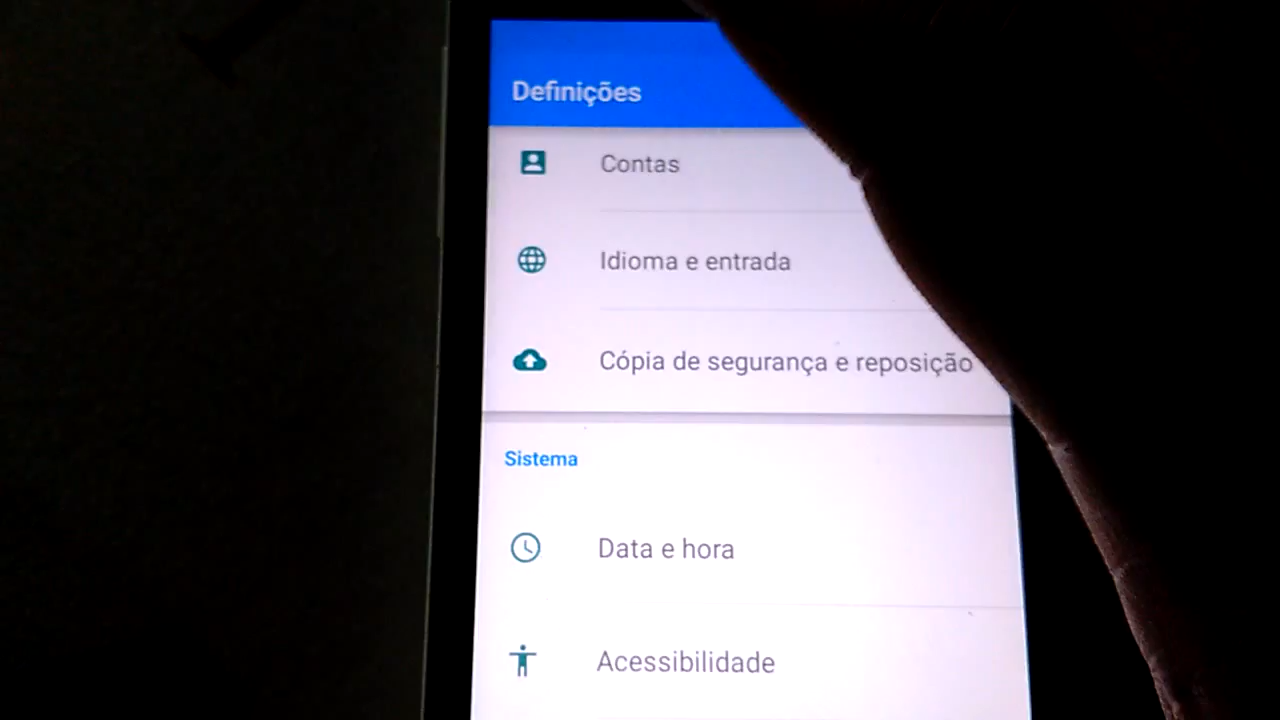 Definições
Contas
Idioma e entrada
Cópia de segurança e reposição
Sistema
Data e hora
Acessibilidade